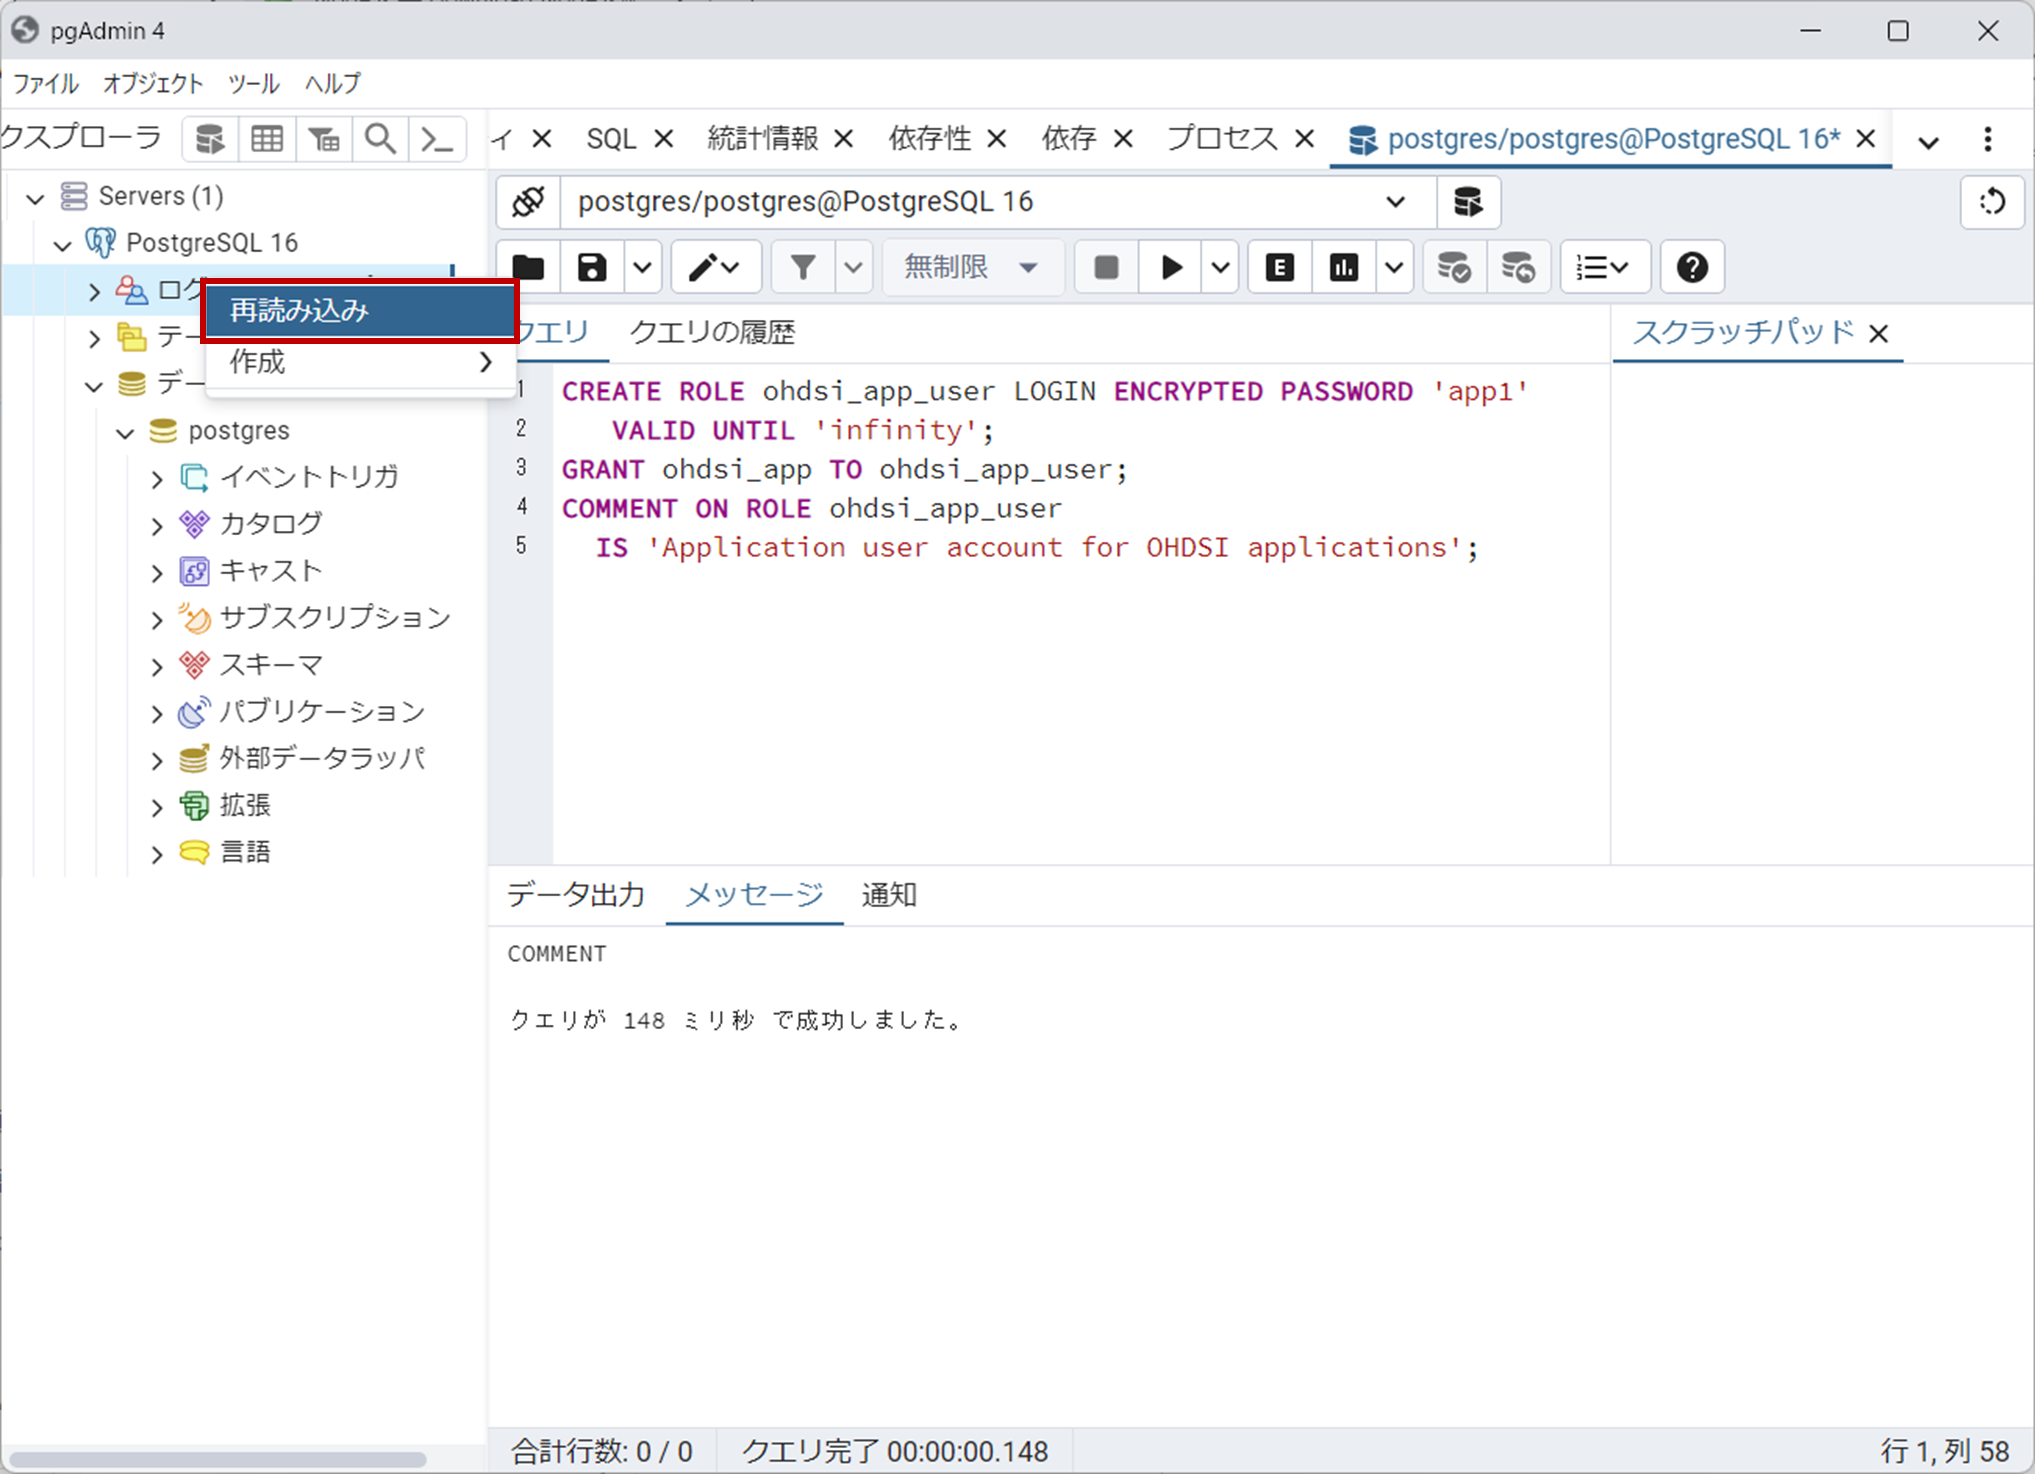 pgAdmin 4
ファイル オブジェクト ツール ヘルプ
クスプローラ
ィ SQL 統計情報 依存性 依存 プロセス postgres/postgres@PostgreSQL 16*
Servers (1)
PostgreSQL 16
ログ
テー
デー
再読み込み
作成
postgres
イベントトリガ
カタログ
キャスト
サブスクリプション
スキーマ
パブリケーション
外部データラッパ
拡張
言語
postgres/postgres@PostgreSQL 16
無制限
E
クエリ クエリの履歴
スクラッチパッド
1 CREATE ROLE ohdsi_app_user LOGIN ENCRYPTED PASSWORD 'app1'
2 VALID UNTIL 'infinity';
3 GRANT ohdsi_app TO ohdsi_app_user;
4 COMMENT ON ROLE ohdsi_app_user
5 IS 'Application user account for OHDSI applications';
データ出力 メッセージ 通知
COMMENT
クエリが 148 ミリ秒 で成功しました。
合計行数: 0 / 0 クエリ完了 00:00:00.148 行 1, 列 58